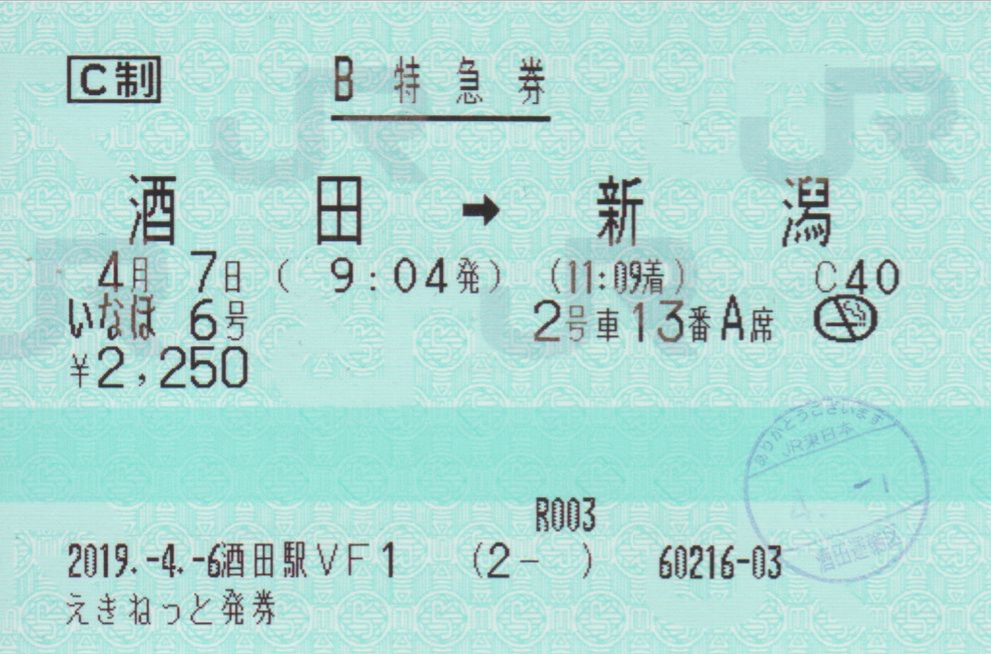 C制 B特急券
酒田 → 新潟
4月 7日 ( 9:04発) (11:09着) C40
いなほ 6号 2号車13番A席
¥2,250
ありがとうございます
JR東日本
R003
2019.-4.-6酒田駅VF1 (2- ) 60216-03
えきねっと発券